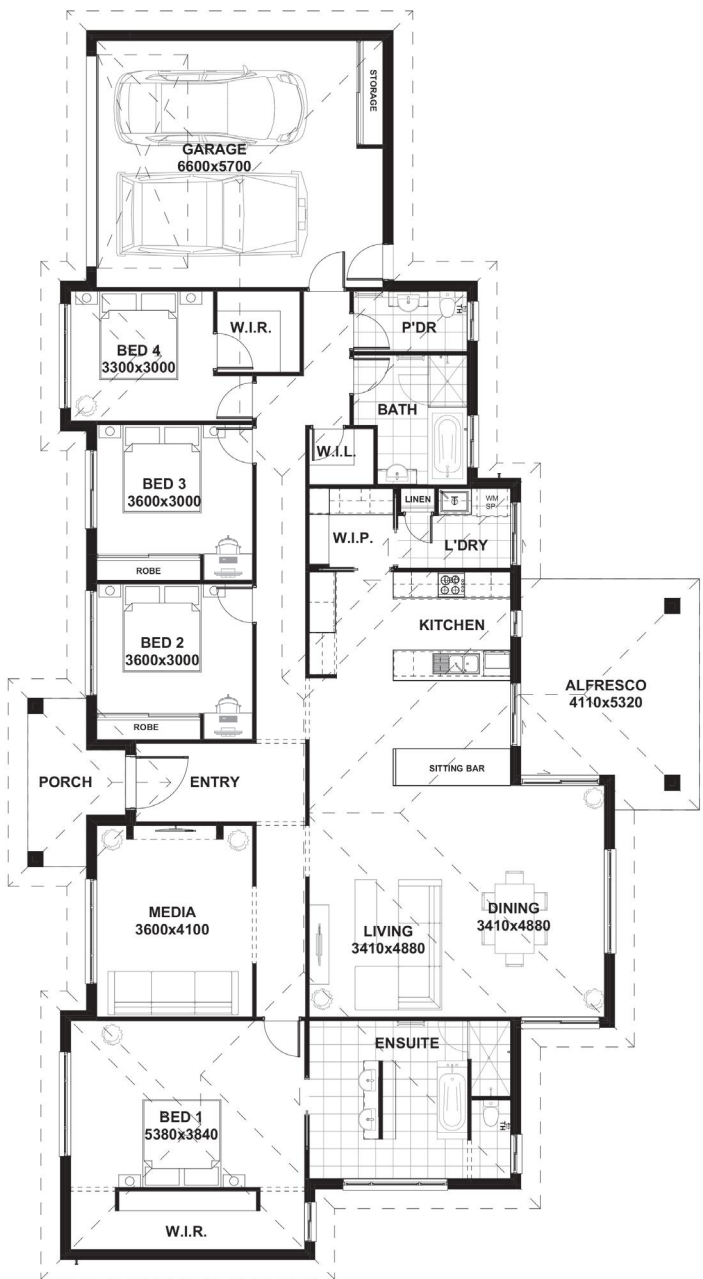 STORAGE
GARAGE
6600x5700
W.I.R.
P'DR
TH
BED 4
3300x3000
BATH
W.I.L.
BED 3
3600x3000
LINEN
WM
SP
W.I.P.
L'DRY
ROBE
KITCHEN
BED 2
3600x3000
ALFRESCO
4110x5320
ROBE
SITTING BAR
PORCH
ENTRY
MEDIA
3600x4100
DINING
3410x4880
LIVING
3410x4880
ENSUITE
BED 1
5380x3840
TH
W.I.R.